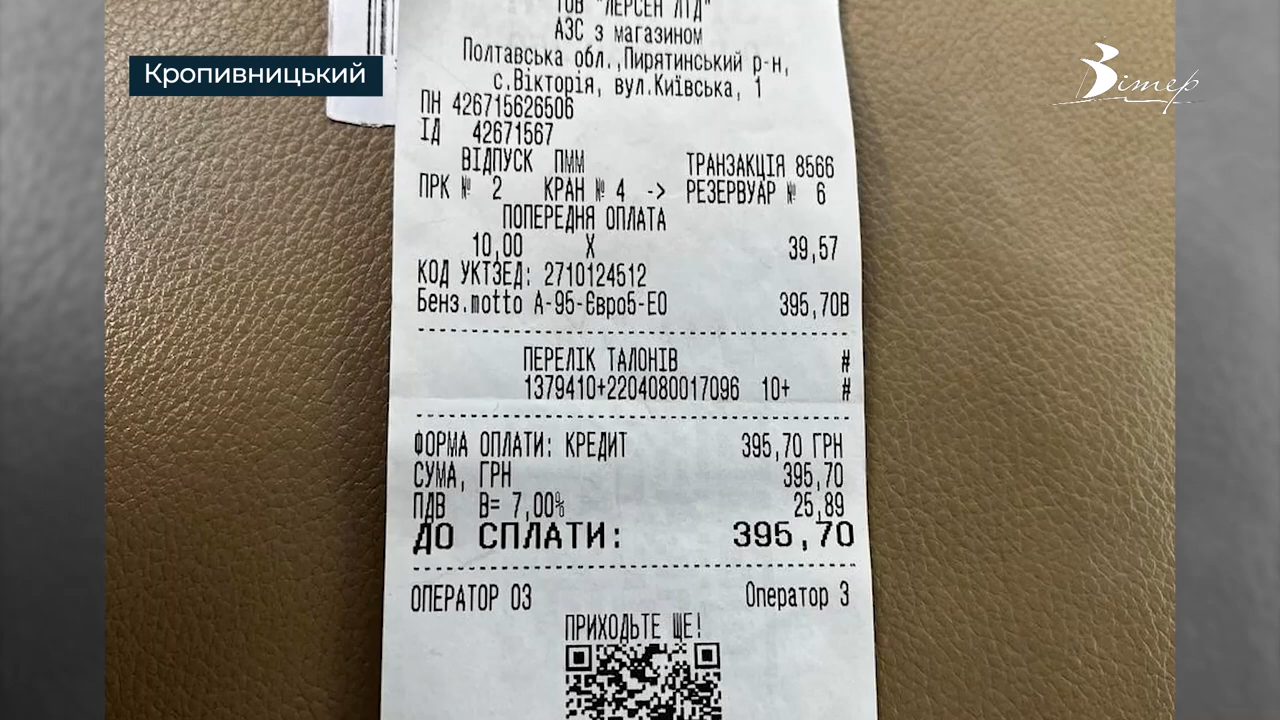 Кропивницький
Вітер
ТОВ "ЛЕРСЕН ЛТД"
АЗС з магазином
Полтавська обл.,Пирятинський р-н,
с.Вікторія, вул.Київська, 1
ПН 426715626506
ІД 42671567
ВІДПУСК ПММ ТРАНЗАКЦІЯ 8566
ПРК № 2 КРАН № 4 -> РЕЗЕРВУАР № 6
ПОПЕРЕДНЯ ОПЛАТА
10,00 X 39,57
КОД УКТЗЕД: 2710124512
Бенз.motto А-95-Євро5-Е0 395,70В
ПЕРЕЛІК ТАЛОНІВ #
1379410+2204080017096 10+ #
ФОРМА ОПЛАТИ: КРЕДИТ 395,70 ГРН
СУМА, ГРН 395,70
ПДВ В= 7,00% 25,89
ДО СПЛАТИ: 395,70
ОПЕРАТОР 03 Оператор 3
ПРИХОДЬТЕ ЩЕ!